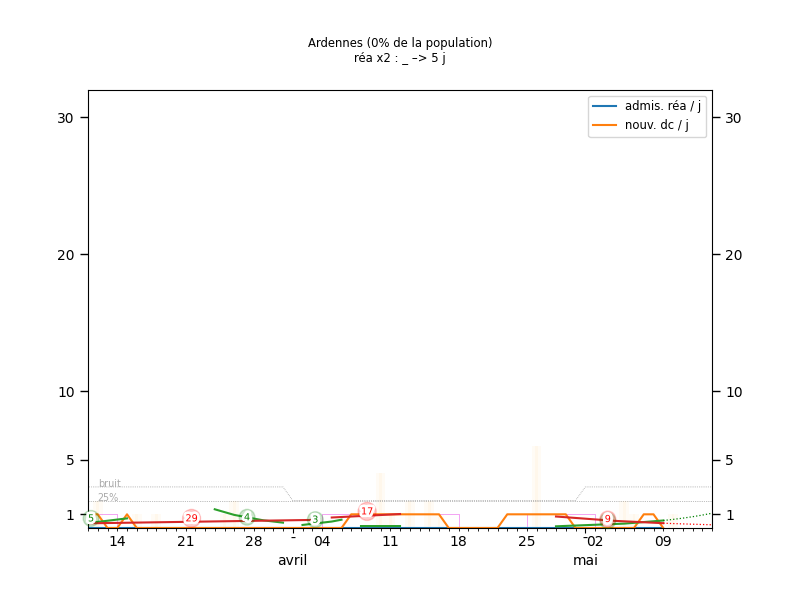 Ardennes (0% de la population)
réa x2 : _ –> 5 j
admis. réa / j
nouv. dc / j
30 30
20 20
10 10
5 5
bruit
25%
1 1
5 29 4 3 17 9
14 21 28 - 04 11 18 25 -02 09
avril mai